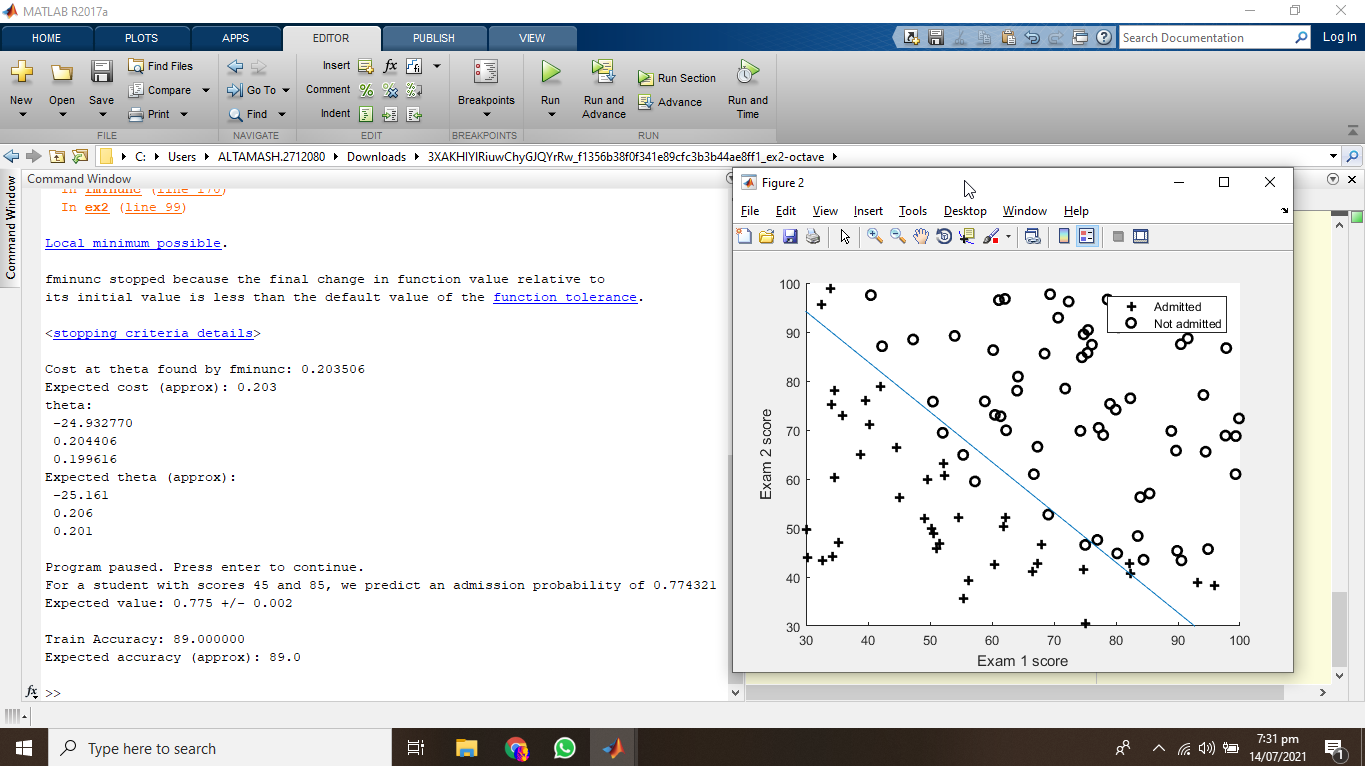 MATLAB R2017a
HOME PLOTS APPS EDITOR PUBLISH VIEW
Search Documentation
Log In
New
Open
Save
Find Files
Compare
Print
FILE
Go To
Find
NAVIGATE
Insert
Comment
Indent
EDIT
Breakpoints
BREAKPOINTS
Run
Run and Advance
Run Section
Advance
Run and Time
RUN
C: Users ALTAMASH.2712080 Downloads 3XAKHIYIRiuwChyGJQYrRw_f1356b38f0f341e89cfc3b3b44ae8ff1_ex2-octave
Command Window
Command Window
In fminunc (line 170)
In ex2 (line 99)
Local minimum possible.
fminunc stopped because the final change in function value relative to
its initial value is less than the default value of the function tolerance.
<stopping criteria details>
Cost at theta found by fminunc: 0.203506
Expected cost (approx): 0.203
theta:
-24.932770
0.204406
0.199616
Expected theta (approx):
-25.161
0.206
0.201
Program paused. Press enter to continue.
For a student with scores 45 and 85, we predict an admission probability of 0.774321
Expected value: 0.775 +/- 0.002
Train Accuracy: 89.000000
Expected accuracy (approx): 89.0
fx >>
Figure 2
File Edit View Insert Tools Desktop Window Help
100
90
80
70
60
50
40
30
30 40 50 60 70 80 90 100
Exam 2 score
Exam 1 score
Admitted
Not admitted
Type here to search
7:31 pm
14/07/2021
1